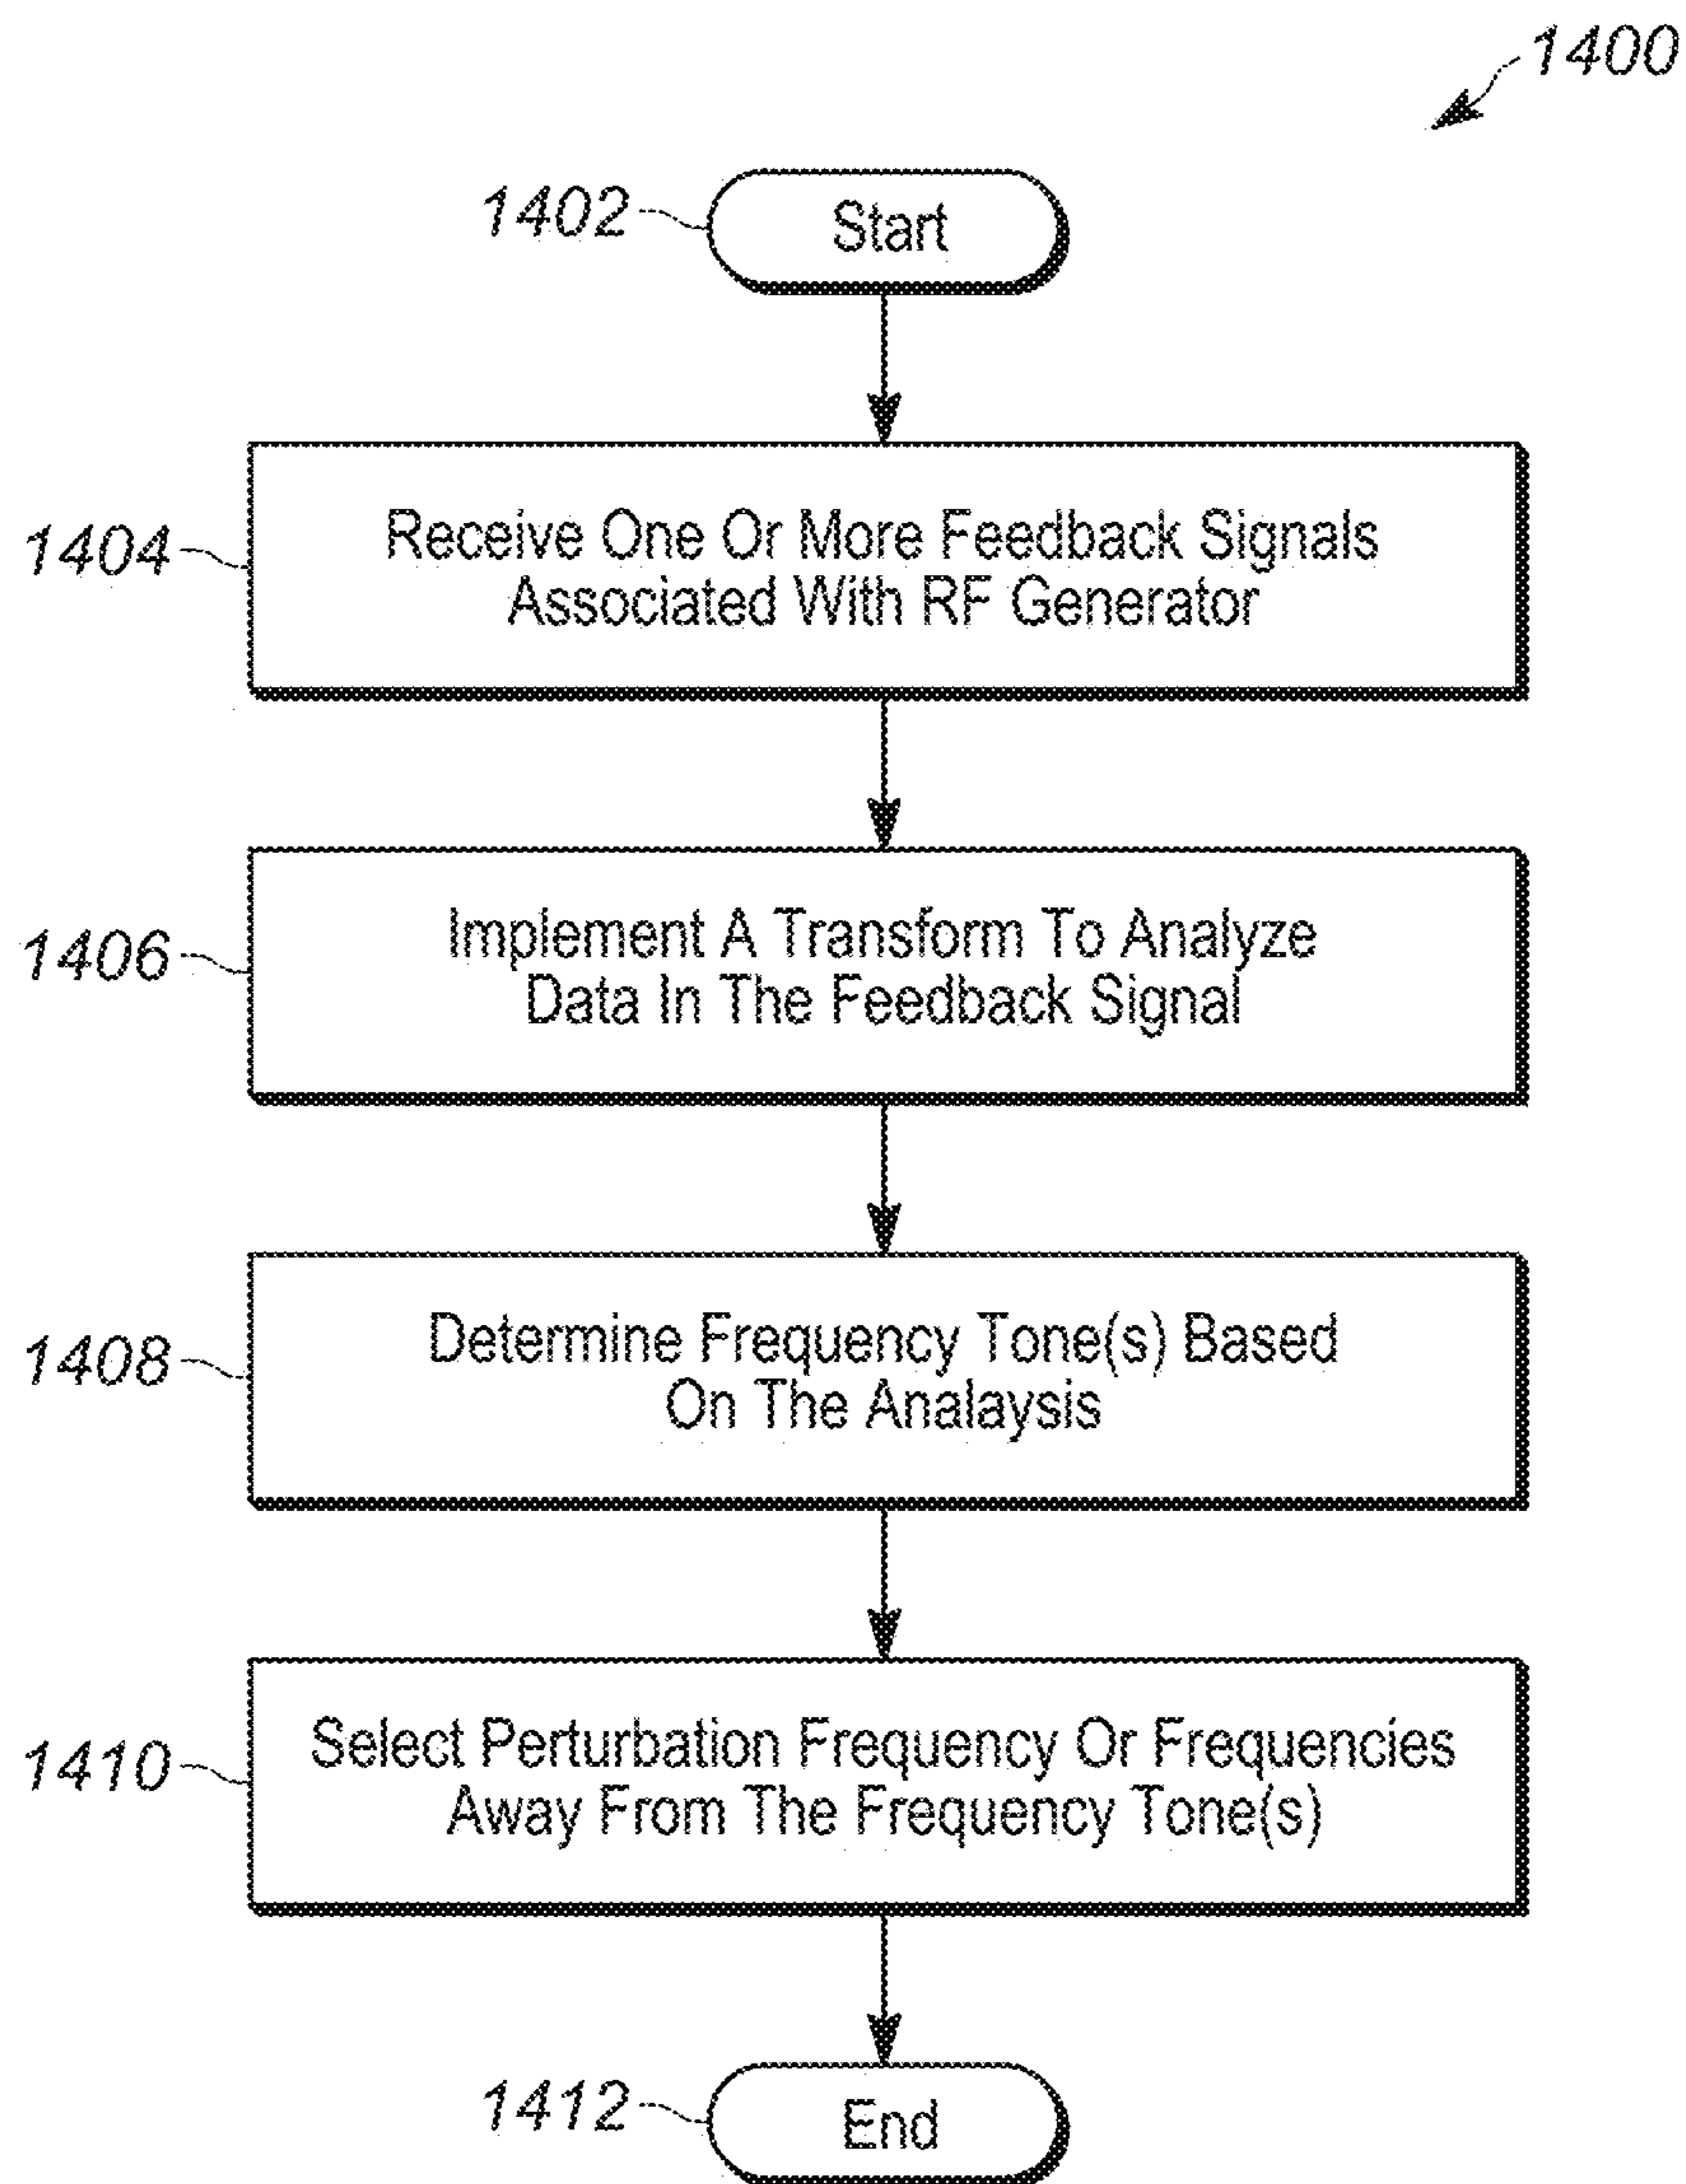 1400
1402
Start
1404
Receive One Or More Feedback Signals
Associated With RF Generator
1406
Implement A Transform To Analyze
Data In The Feedback Signal
1408
Determine Frequency Tone(s) Based
On The Analaysis
1410
Select Perturbation Frequency Or Frequencies
Away From The Frequency Tone(s)
1412
End